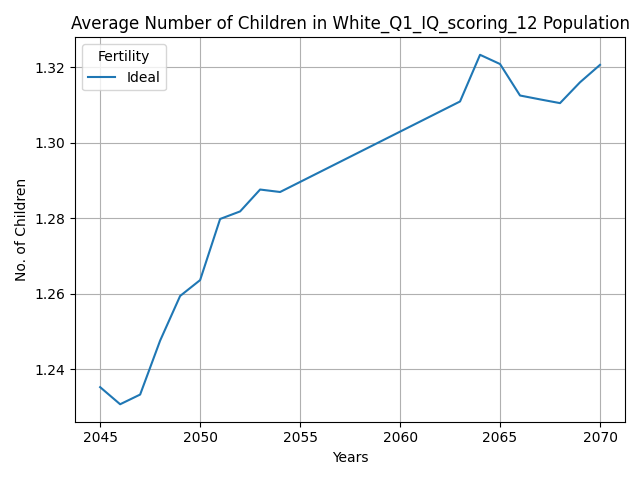 Average Number of Children in White_Q1_IQ_scoring_12 Population
Fertility
Ideal
No. of Children
1.32
1.30
1.28
1.26
1.24
2045 2050 2055 2060 2065 2070
Years